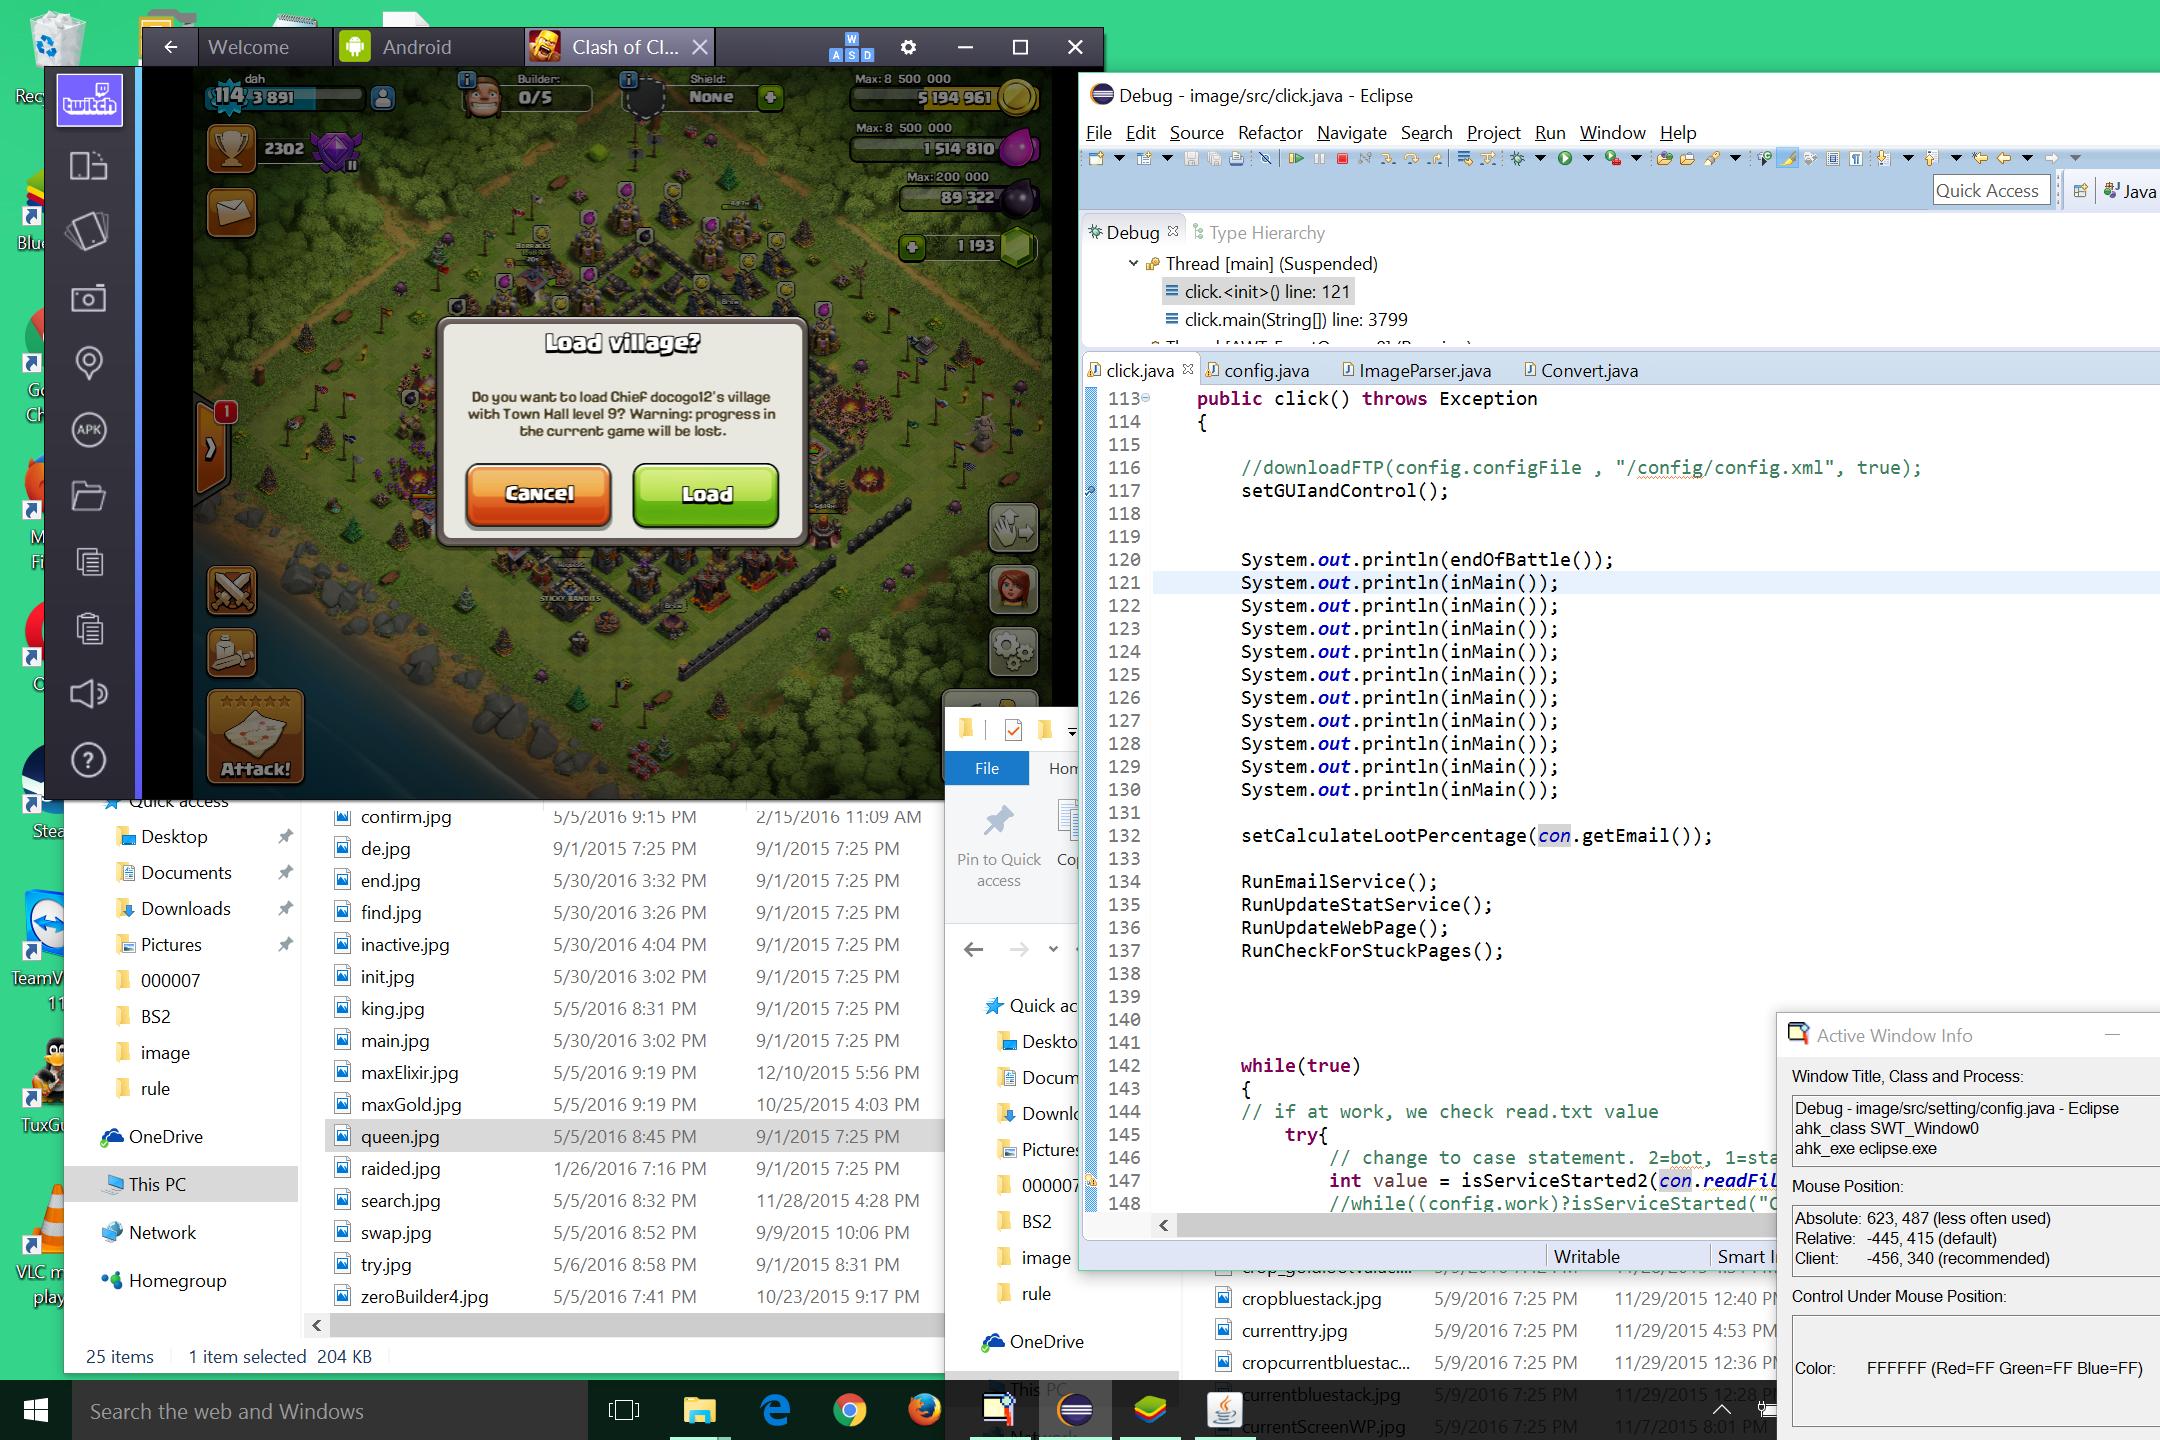 Welcome
Android
Clash of Cl...
W
A S D
twitch
APK
dah
114
3 891
Builder:
0/5
Shield:
None
Max: 8 500 000
5 194 961
2302
II
Max: 8 500 000
1 514 810
Max: 200 000
89 322
1 193
1
Load village?
Do you want to load Chief docogo12's village
with Town Hall level 9? Warning: progress in
the current game will be lost.
Cancel
Load
Attack!
Debug - image/src/click.java - Eclipse
File Edit Source Refactor Navigate Search Project Run Window Help
Quick Access
Java
Debug
Type Hierarchy
Thread [main] (Suspended)
click.<init>() line: 121
click.main(String[]) line: 3799
click.java
config.java
ImageParser.java
Convert.java
113 public click() throws Exception
114 {
115
116 //downloadFTP(config.configFile , "/config/config.xml", true);
117 setGUIandControl();
118
119
120 System.out.println(endOfBattle());
121 System.out.println(inMain());
122 System.out.println(inMain());
123 System.out.println(inMain());
124 System.out.println(inMain());
125 System.out.println(inMain());
126 System.out.println(inMain());
127 System.out.println(inMain());
128 System.out.println(inMain());
129 System.out.println(inMain());
130 System.out.println(inMain());
131
132 setCalculateLootPercentage(con.getEmail());
133
134 RunEmailService();
135 RunUpdateStatService();
136 RunUpdateWebPage();
137 RunCheckForStuckPages();
138
139
140
141
142 while(true)
143 {
144 // if at work, we check read.txt value
145 try{
146 // change to case statement. 2=bot, 1=sta
147 int value = isServiceStarted2(con.readFil
148 //while((config.work)?isServiceStarted("C
Writable
Smart I
Quick access
Desktop
Documents
Downloads
Pictures
000007
BS2
image
rule
OneDrive
This PC
Network
Homegroup
confirm.jpg 5/5/2016 9:15 PM 2/15/2016 11:09 AM
de.jpg 9/1/2015 7:25 PM 9/1/2015 7:25 PM
end.jpg 5/30/2016 3:32 PM 9/1/2015 7:25 PM
find.jpg 5/30/2016 3:26 PM 9/1/2015 7:25 PM
inactive.jpg 5/30/2016 4:04 PM 9/1/2015 7:25 PM
init.jpg 5/30/2016 3:02 PM 9/1/2015 7:25 PM
king.jpg 5/5/2016 8:31 PM 9/1/2015 7:25 PM
main.jpg 5/30/2016 3:02 PM 9/1/2015 7:25 PM
maxElixir.jpg 5/5/2016 9:19 PM 12/10/2015 5:56 PM
maxGold.jpg 5/5/2016 9:19 PM 10/25/2015 4:03 PM
queen.jpg 5/5/2016 8:45 PM 9/1/2015 7:25 PM
raided.jpg 1/26/2016 7:16 PM 9/1/2015 7:25 PM
search.jpg 5/5/2016 8:32 PM 11/28/2015 4:28 PM
swap.jpg 5/5/2016 8:52 PM 9/9/2015 10:06 PM
try.jpg 5/6/2016 8:58 PM 9/1/2015 8:31 PM
zeroBuilder4.jpg 5/5/2016 7:41 PM 10/23/2015 9:17 PM
25 items 1 item selected 204 KB
File
Hom
Pin to Quick
access
Co
Quick ac
Deskto
Docum
Downlo
Pictures
000007
BS2
image
rule
OneDrive
This PC
cropbluestack.jpg 5/9/2016 7:25 PM 11/29/2015 12:40 P
currenttry.jpg 5/9/2016 7:25 PM 11/29/2015 4:53 PM
cropcurrentbluestac... 5/9/2016 7:25 PM 11/29/2015 12:36 P
currentbluestack.jpg 5/9/2016 7:25 PM 11/29/2015 12:28 P
currentScreenWP.jpg 5/9/2016 7:25 PM 11/7/2015 8:01 PM
Active Window Info
Window Title, Class and Process:
Debug - image/src/setting/config.java - Eclipse
ahk_class SWT_Window0
ahk_exe eclipse.exe
Mouse Position:
Absolute: 623, 487 (less often used)
Relative: -445, 415 (default)
Client: -456, 340 (recommended)
Control Under Mouse Position:
Color: FFFFFF (Red=FF Green=FF Blue=FF)
Rec
Blue
Go
Ch
M
Fi
O
Stea
TeamV
11
TuxGu
VLC m
play
Search the web and Windows